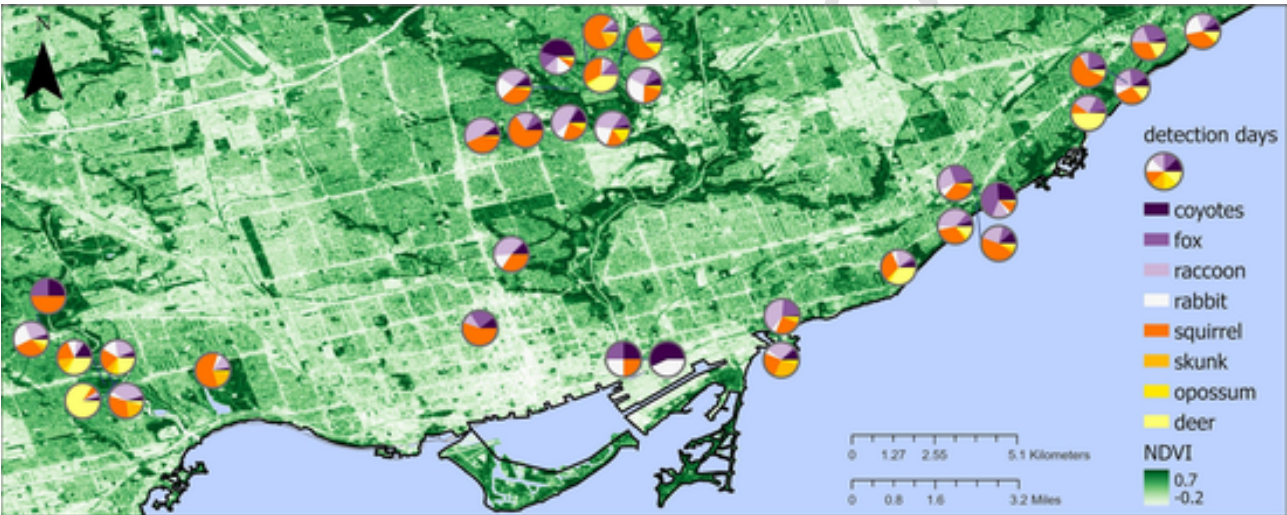 N
detection days
coyotes
fox
raccoon
rabbit
squirrel
skunk
opossum
deer
NDVI
0.7
-0.2
0 1.27 2.55 5.1 Kilometers
0 0.8 1.6 3.2 Miles